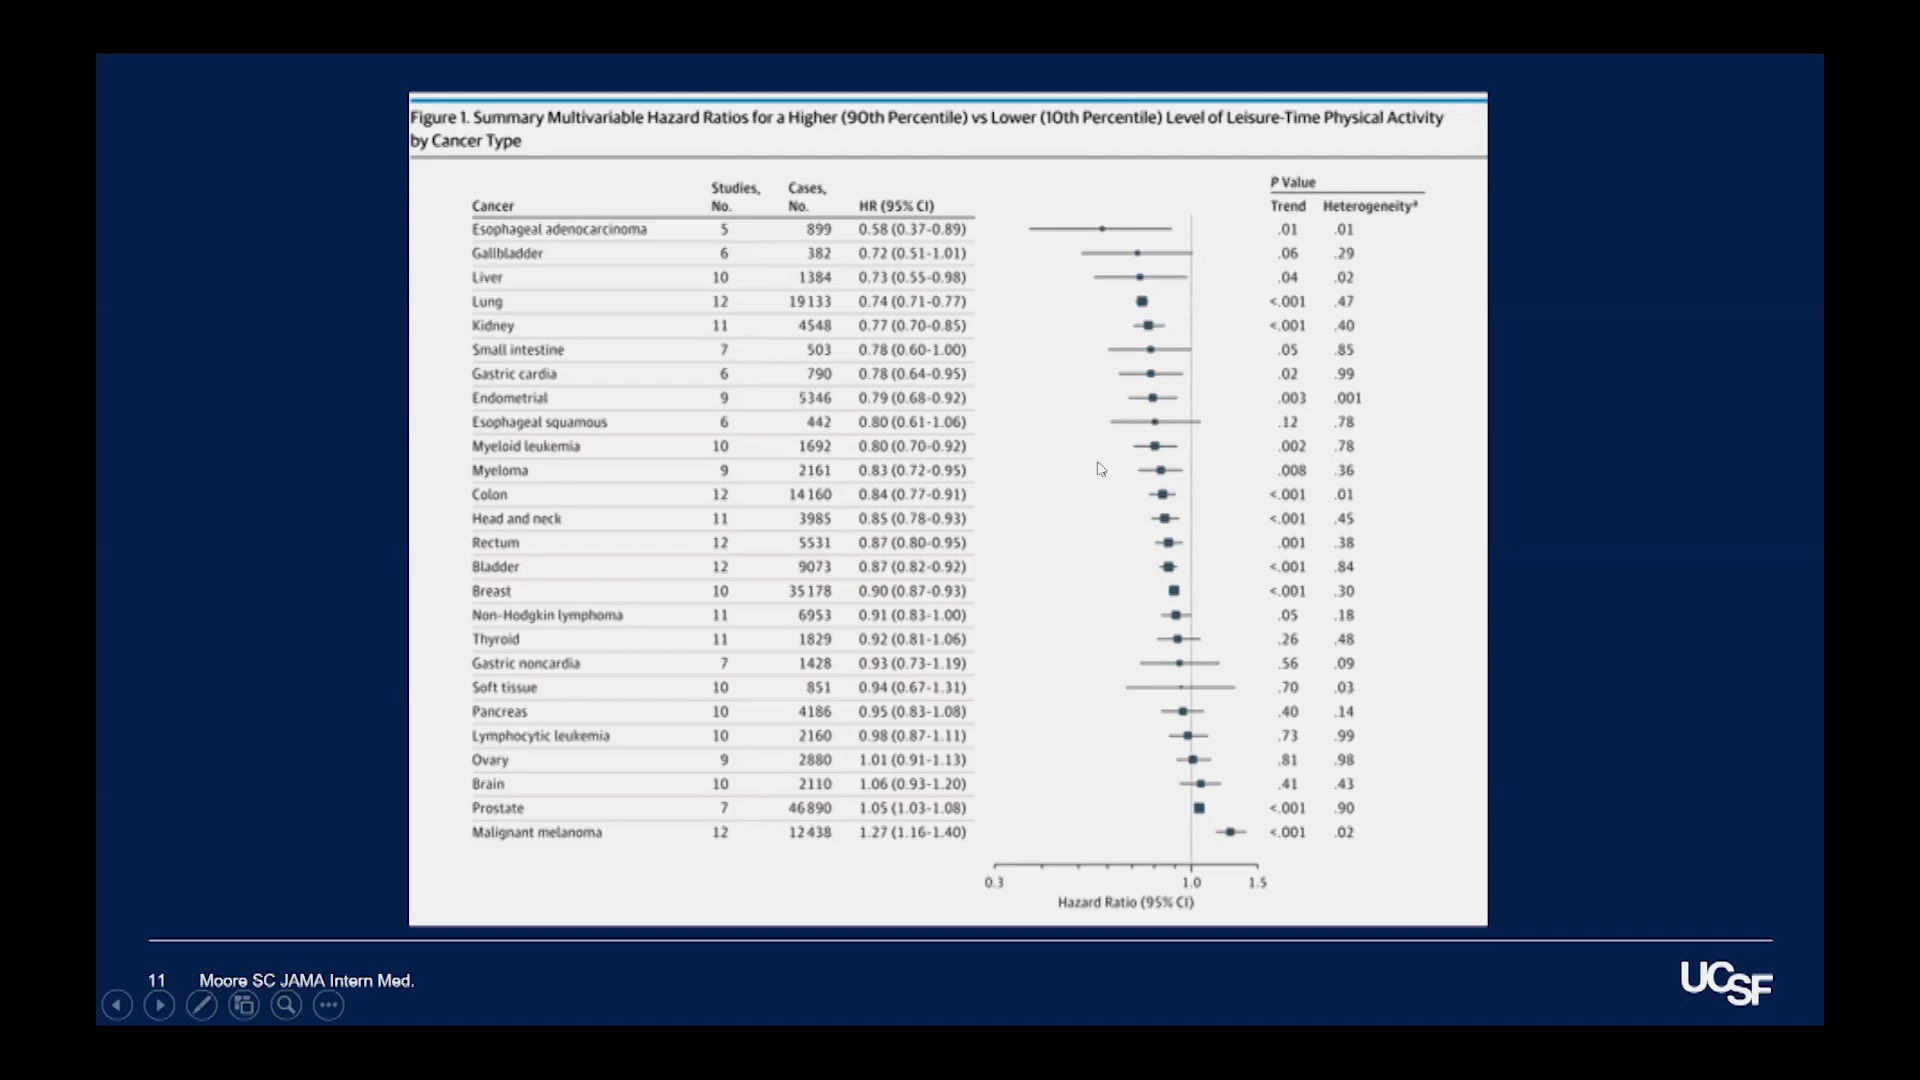 Figure 1. Summary Multivariable Hazard Ratios for a Higher (90th Percentile) vs Lower (10th Percentile) Level of Leisure-Time Physical Activity
by Cancer Type
P Value
Studies, Cases,
Cancer No. No. HR (95% CI) Trend Heterogeneityᵃ
Esophageal adenocarcinoma 5 899 0.58 (0.37-0.89) .01 .01
Gallbladder 6 382 0.72 (0.51-1.01) .06 .29
Liver 10 1384 0.73 (0.55-0.98) .04 .02
Lung 12 19133 0.74 (0.71-0.77) <.001 .47
Kidney 11 4548 0.77 (0.70-0.85) <.001 .40
Small intestine 7 503 0.78 (0.60-1.00) .05 .85
Gastric cardia 6 790 0.78 (0.64-0.95) .02 .99
Endometrial 9 5346 0.79 (0.68-0.92) .003 .001
Esophageal squamous 6 442 0.80 (0.61-1.06) .12 .78
Myeloid leukemia 10 1692 0.80 (0.70-0.92) .002 .78
Myeloma 9 2161 0.83 (0.72-0.95) .008 .36
Colon 12 14160 0.84 (0.77-0.91) <.001 .01
Head and neck 11 3985 0.85 (0.78-0.93) <.001 .45
Rectum 12 5531 0.87 (0.80-0.95) .001 .38
Bladder 12 9073 0.87 (0.82-0.92) <.001 .84
Breast 10 35178 0.90 (0.87-0.93) <.001 .30
Non-Hodgkin lymphoma 11 6953 0.91 (0.83-1.00) .05 .18
Thyroid 11 1829 0.92 (0.81-1.06) .26 .48
Gastric noncardia 7 1428 0.93 (0.73-1.19) .56 .09
Soft tissue 10 851 0.94 (0.67-1.31) .70 .03
Pancreas 10 4186 0.95 (0.83-1.08) .40 .14
Lymphocytic leukemia 10 2160 0.98 (0.87-1.11) .73 .99
Ovary 9 2880 1.01 (0.91-1.13) .81 .98
Brain 10 2110 1.06 (0.93-1.20) .41 .43
Prostate 7 46890 1.05 (1.03-1.08) <.001 .90
Malignant melanoma 12 12438 1.27 (1.16-1.40) <.001 .02
0.3 1.0 1.5
Hazard Ratio (95% CI)
11 Moore SC JAMA Intern Med.
UCSF